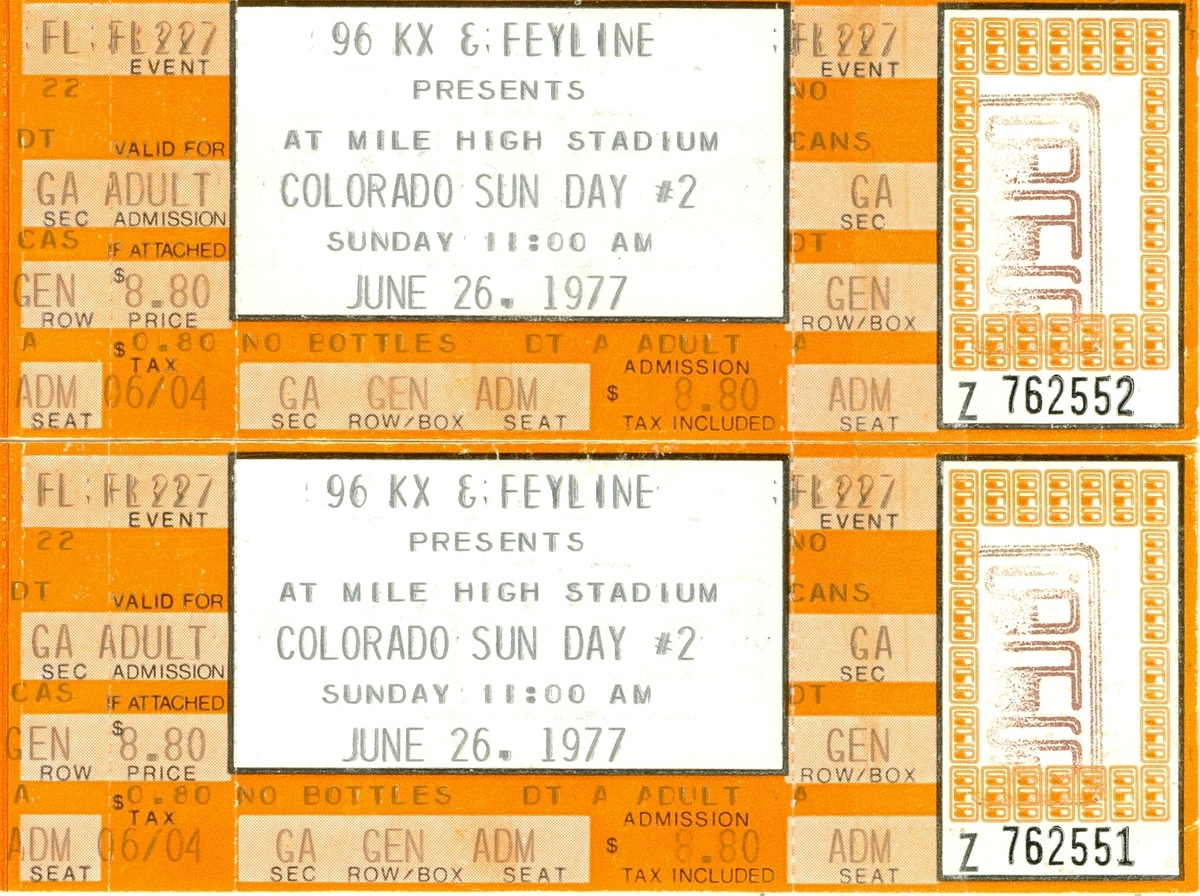 FL FL227 96 KX & FEYLINE FL227
EVENT PRESENTS EVENT
22 NO
DT VALID FOR AT MILE HIGH STADIUM CANS
GA ADULT COLORADO SUN DAY #2 GA
SEC ADMISSION SEC
CAS IF ATTACHED SUNDAY 11:00 AM DT
GEN $8.80 JUNE 26. 1977 GEN
ROW PRICE ROW/BOX
A $0.80 NO BOTTLES DT A ADULT A
TAX ADMISSION
ADM 06/04 GA GEN ADM $ 8.80 ADM
SEAT SEC ROW/BOX SEAT TAX INCLUDED SEAT
Z 762552
FL FL227 96 KX & FEYLINE FL227
EVENT PRESENTS EVENT
22 NO
DT VALID FOR AT MILE HIGH STADIUM CANS
GA ADULT COLORADO SUN DAY #2 GA
SEC ADMISSION SEC
CAS IF ATTACHED SUNDAY 11:00 AM DT
GEN $8.80 JUNE 26. 1977 GEN
ROW PRICE ROW/BOX
A $0.80 NO BOTTLES DT A ADULT A
TAX ADMISSION
ADM 06/04 GA GEN ADM $ 8.80 ADM
SEAT SEC ROW/BOX SEAT TAX INCLUDED SEAT
Z 762551